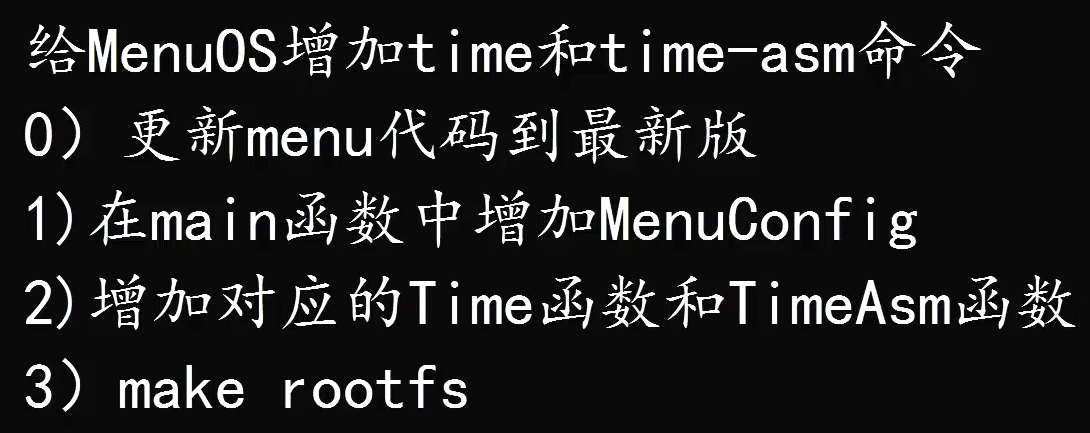 给MenuOS增加time和time-asm命令
0) 更新menu代码到最新版
1)在main函数中增加MenuConfig
2)增加对应的Time函数和TimeAsm函数
3) make rootfs